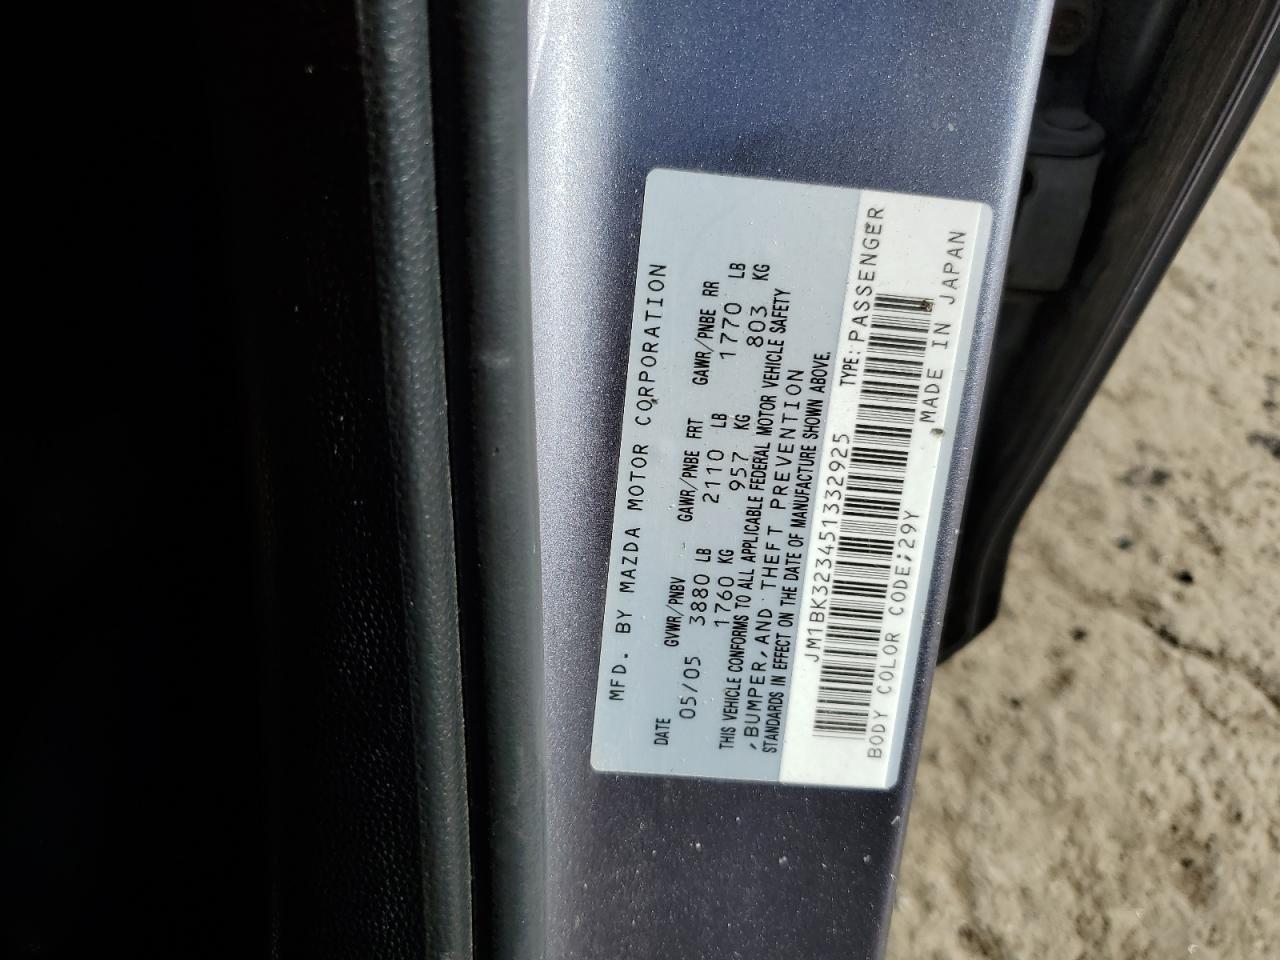 MFD. BY MAZDA MOTOR CORPORATION
DATE GVWR/PNBV GAWR/PNBE FRT GAWR/PNBE RR
05/05 3880 LB 2110 LB 1770 LB
1760 KG 957 KG 803 KG
THIS VEHICLE CONFORMS TO ALL APPLICABLE FEDERAL MOTOR VEHICLE SAFETY
,BUMPER,AND THEFT PREVENTION
STANDARDS IN EFFECT ON THE DATE OF MANUFACTURE SHOWN ABOVE.
JM1BK323451332925 TYPE:PASSENGER
BODY COLOR CODE;29Y MADE IN JAPAN